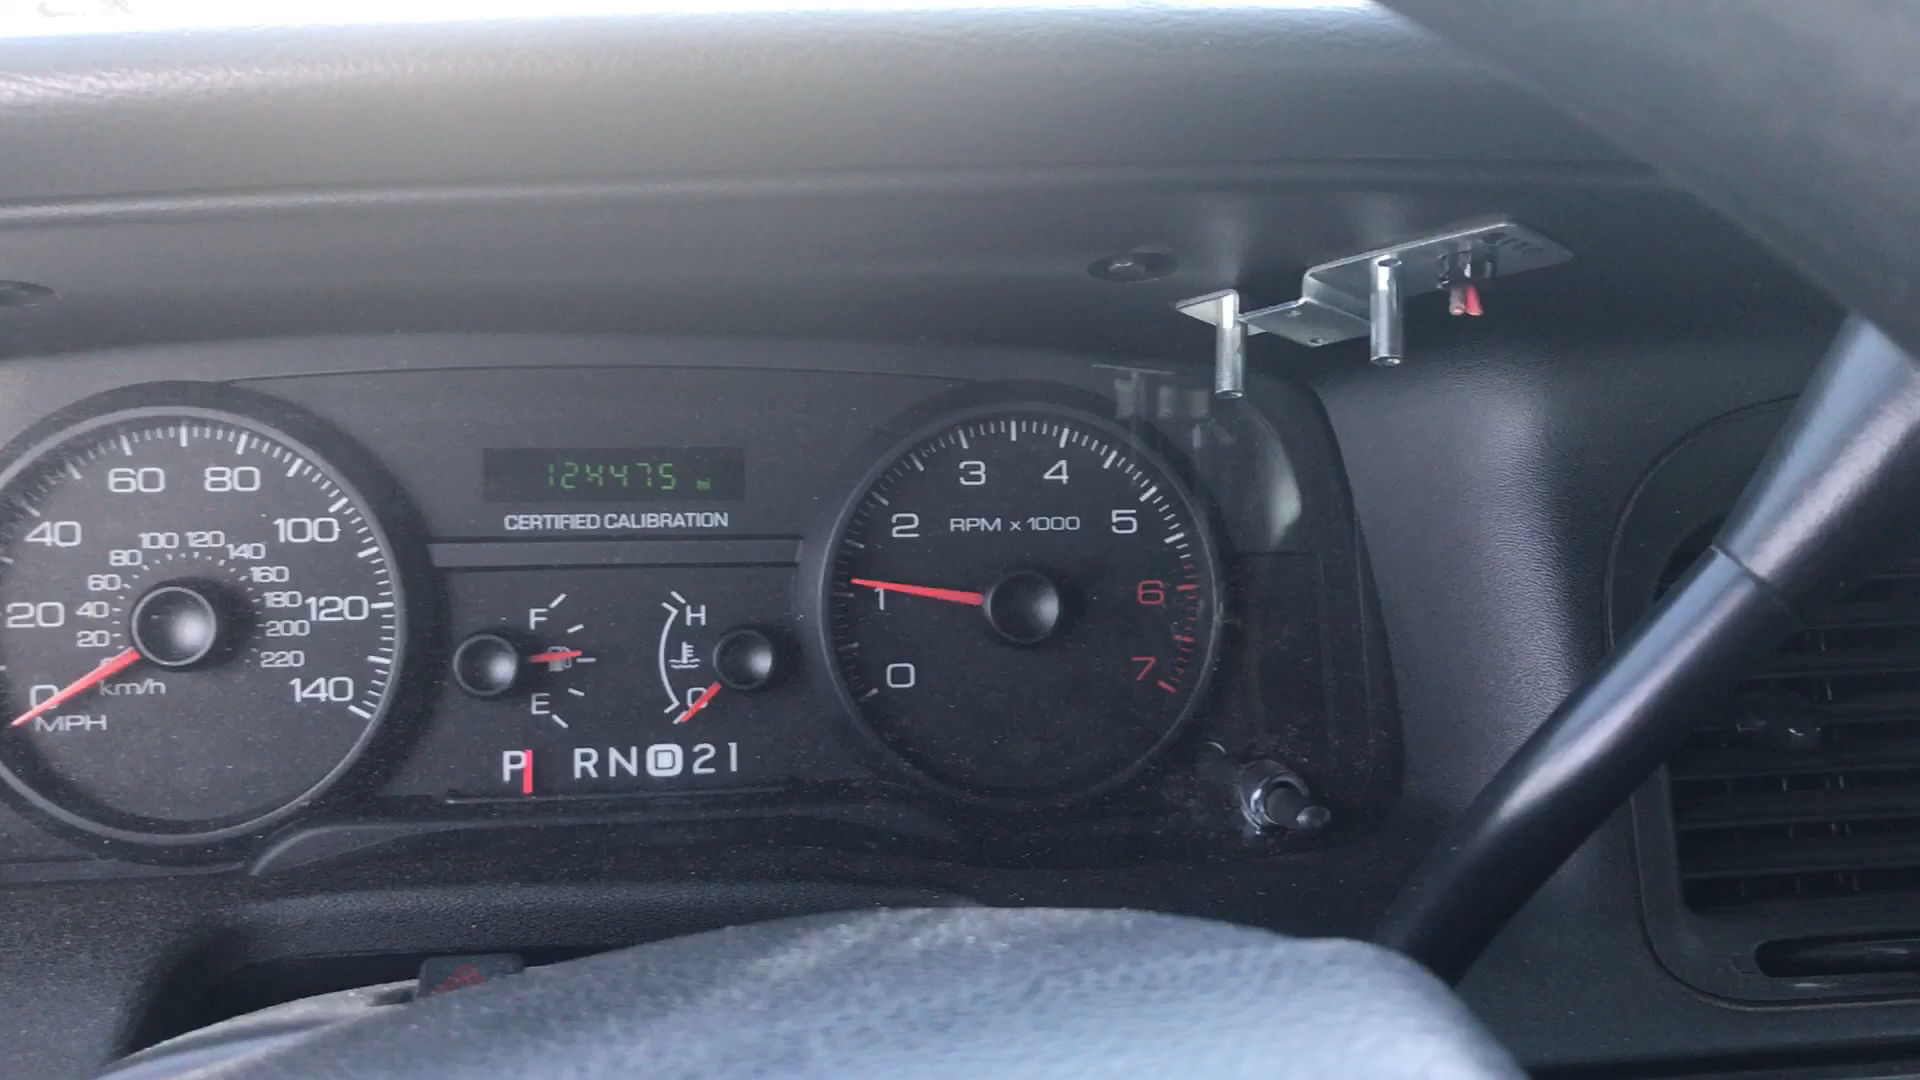 60 80
40 100
20 120
0 140
100 120
80 140
60 160
40 180
20 200
220
km/h
MPH
CERTIFIED CALIBRATION
F
E
H
C
P R N D 2 1
3 4
2 5
RPM x 1000
1 6
0 7